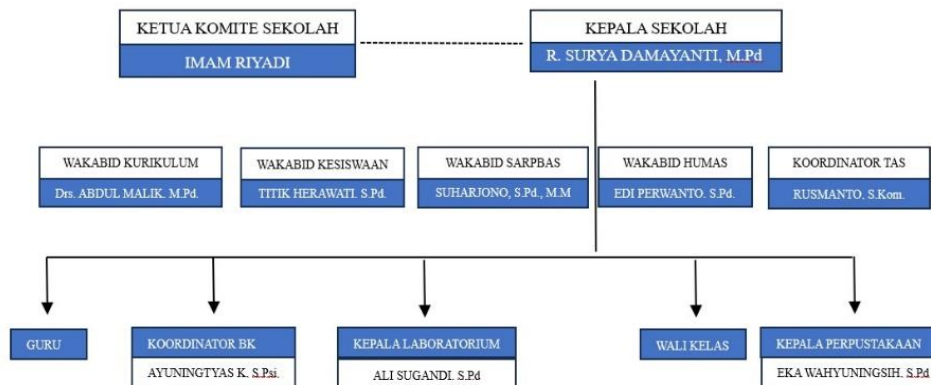 KETUA KOMITE SEKOLAH
IMAM RIYADI
KEPALA SEKOLAH
R. SURYA DAMAYANTI, M.Pd
WAKABID KURIKULUM
Drs. ABDUL MALIK. M.Pd.
WAKABID KESISWAAN
TITIK HERAWATI. S.Pd.
WAKABID SARPBAS
SUHARJONO, S.Pd., M.M
WAKABID HUMAS
EDI PERWANTO. S.Pd.
KOORDINATOR TAS
RUSMANTO, S.Kom.
GURU
KOORDINATOR BK
AYUNINGTYAS K. S.Psi.
KEPALA LABORATORIUM
ALI SUGANDI. S.Pd
WALI KELAS
KEPALA PERPUSTAKAAN
EKA WAHYUNINGSIH. S.Pd